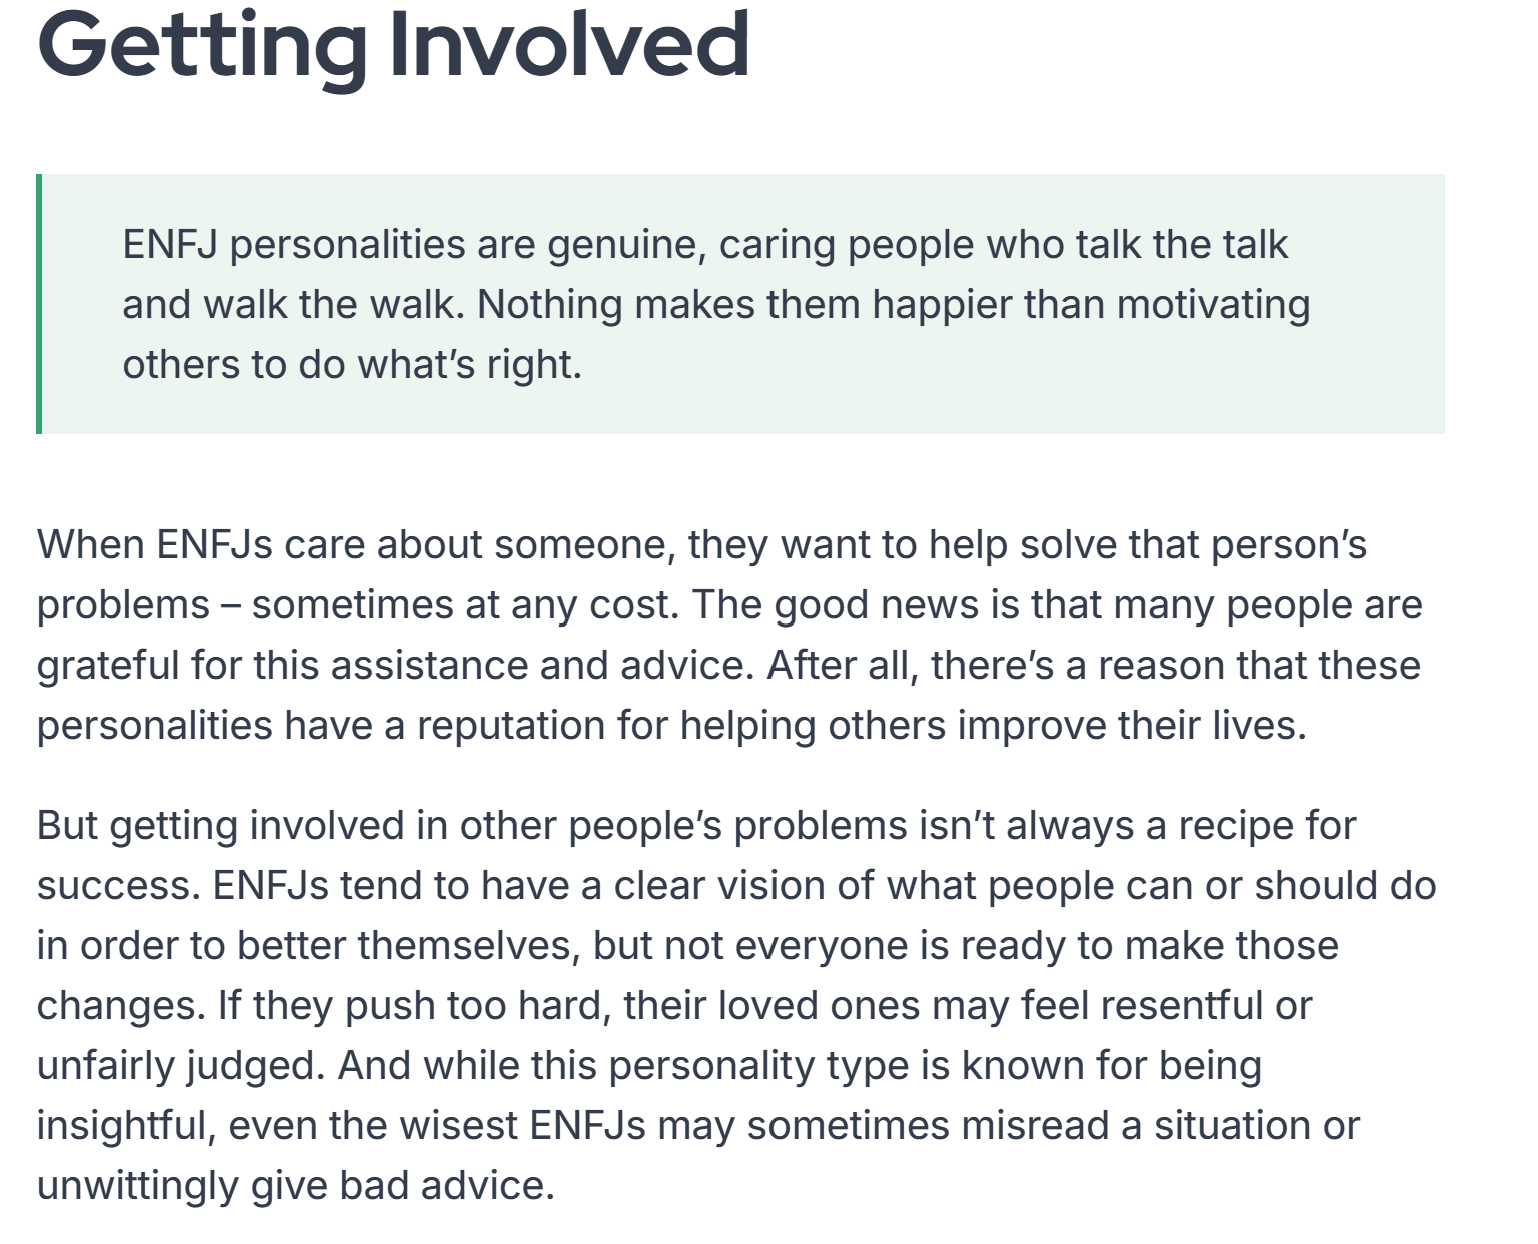 Getting Involved
ENFJ personalities are genuine, caring people who talk the talk
and walk the walk. Nothing makes them happier than motivating
others to do what’s right.
When ENFJs care about someone, they want to help solve that person’s
problems – sometimes at any cost. The good news is that many people are
grateful for this assistance and advice. After all, there’s a reason that these
personalities have a reputation for helping others improve their lives.
But getting involved in other people’s problems isn’t always a recipe for
success. ENFJs tend to have a clear vision of what people can or should do
in order to better themselves, but not everyone is ready to make those
changes. If they push too hard, their loved ones may feel resentful or
unfairly judged. And while this personality type is known for being
insightful, even the wisest ENFJs may sometimes misread a situation or
unwittingly give bad advice.